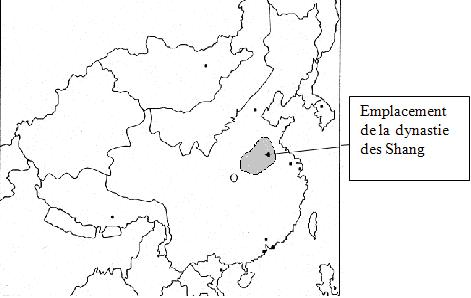 Emplacement
de la dynastie
des Shang